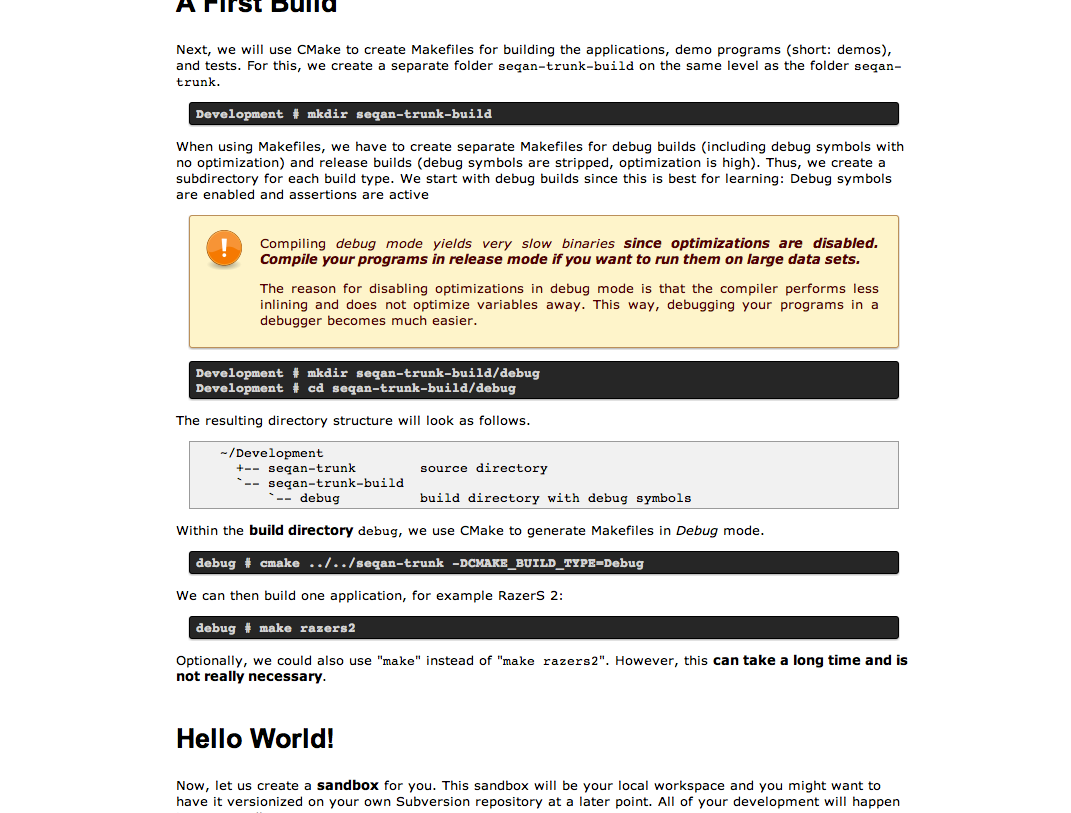 A First Build
Next, we will use CMake to create Makefiles for building the applications, demo programs (short: demos),
and tests. For this, we create a separate folder seqan-trunk-build on the same level as the folder seqan-
trunk.
Development # mkdir seqan-trunk-build
When using Makefiles, we have to create separate Makefiles for debug builds (including debug symbols with
no optimization) and release builds (debug symbols are stripped, optimization is high). Thus, we create a
subdirectory for each build type. We start with debug builds since this is best for learning: Debug symbols
are enabled and assertions are active
Compiling debug mode yields very slow binaries since optimizations are disabled.
Compile your programs in release mode if you want to run them on large data sets.
The reason for disabling optimizations in debug mode is that the compiler performs less
inlining and does not optimize variables away. This way, debugging your programs in a
debugger becomes much easier.
Development # mkdir seqan-trunk-build/debug
Development # cd seqan-trunk-build/debug
The resulting directory structure will look as follows.
~/Development
+-- seqan-trunk source directory
`-- seqan-trunk-build
`-- debug build directory with debug symbols
Within the build directory debug, we use CMake to generate Makefiles in Debug mode.
debug # cmake ../../seqan-trunk -DCMAKE_BUILD_TYPE=Debug
We can then build one application, for example RazerS 2:
debug # make razers2
Optionally, we could also use "make" instead of "make razers2". However, this can take a long time and is
not really necessary.
Hello World!
Now, let us create a sandbox for you. This sandbox will be your local workspace and you might want to
have it versionized on your own Subversion repository at a later point. All of your development will happen